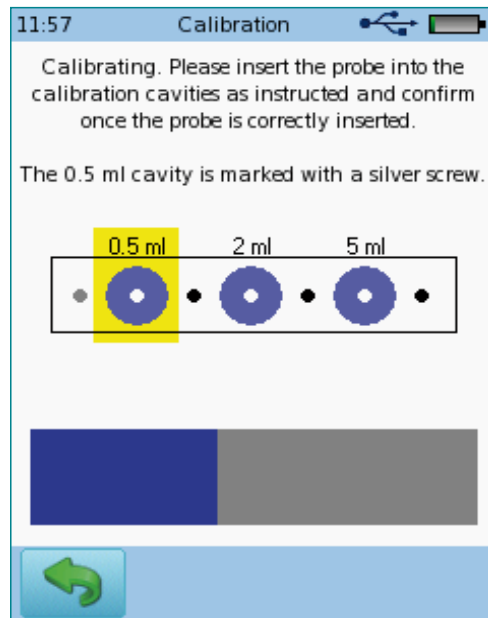 11:57 Calibration
Calibrating. Please insert the probe into the
calibration cavities as instructed and confirm
once the probe is correctly inserted.
The 0.5 ml cavity is marked with a silver screw.
0.5 ml 2 ml 5 ml